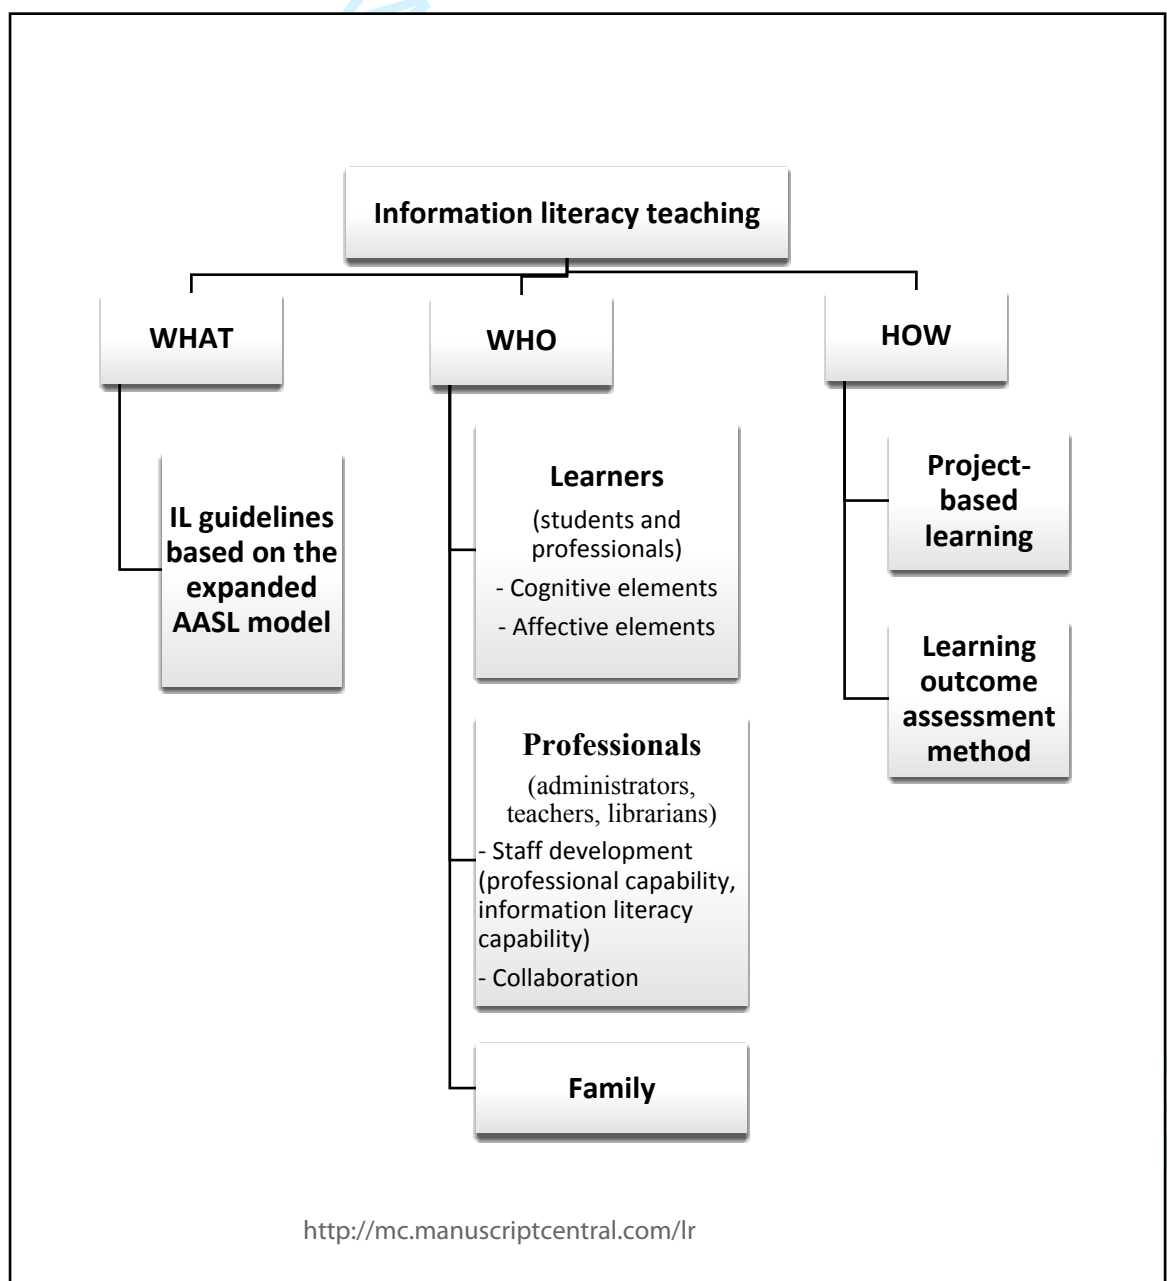 Information literacy teaching
WHAT
IL guidelines
based on the
expanded
AASL model
WHO
Learners
(students and
professionals)
- Cognitive elements
- Affective elements
Professionals
(administrators,
teachers, librarians)
- Staff development
(professional capability,
information literacy
capability)
- Collaboration
Family
HOW
Project-
based
learning
Learning
outcome
assessment
method
http://mc.manuscriptcentral.com/lr